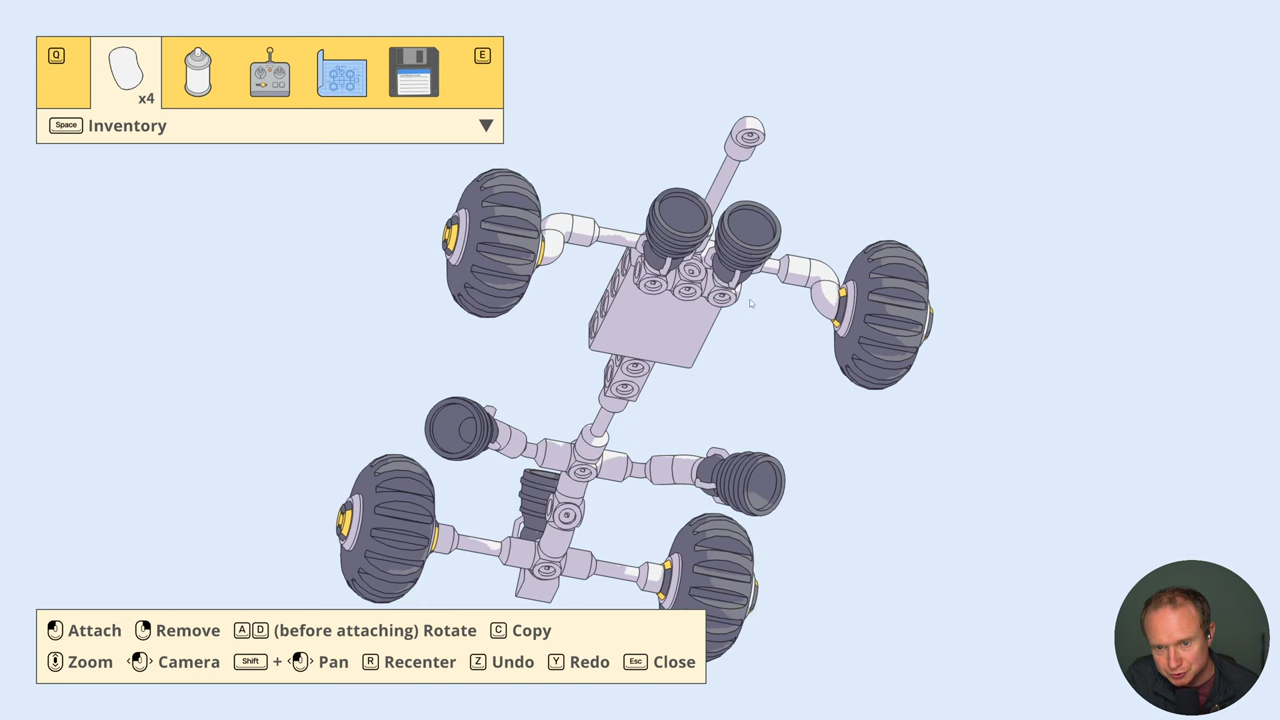 Q
E
x4
Space Inventory
Attach Remove A D (before attaching) Rotate C Copy
Zoom Camera Shift + Pan R Recenter Z Undo Y Redo Esc Close